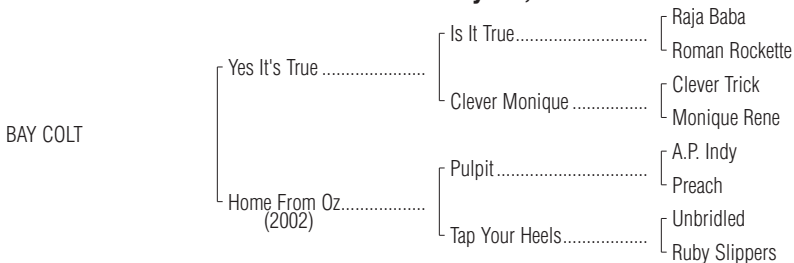 Raja Baba
Is It True
Roman Rockette
Yes It's True
Clever Trick
Clever Monique
Monique Rene
BAY COLT
A.P. Indy
Pulpit
Preach
Home From Oz
(2002)
Unbridled
Tap Your Heels
Ruby Slippers